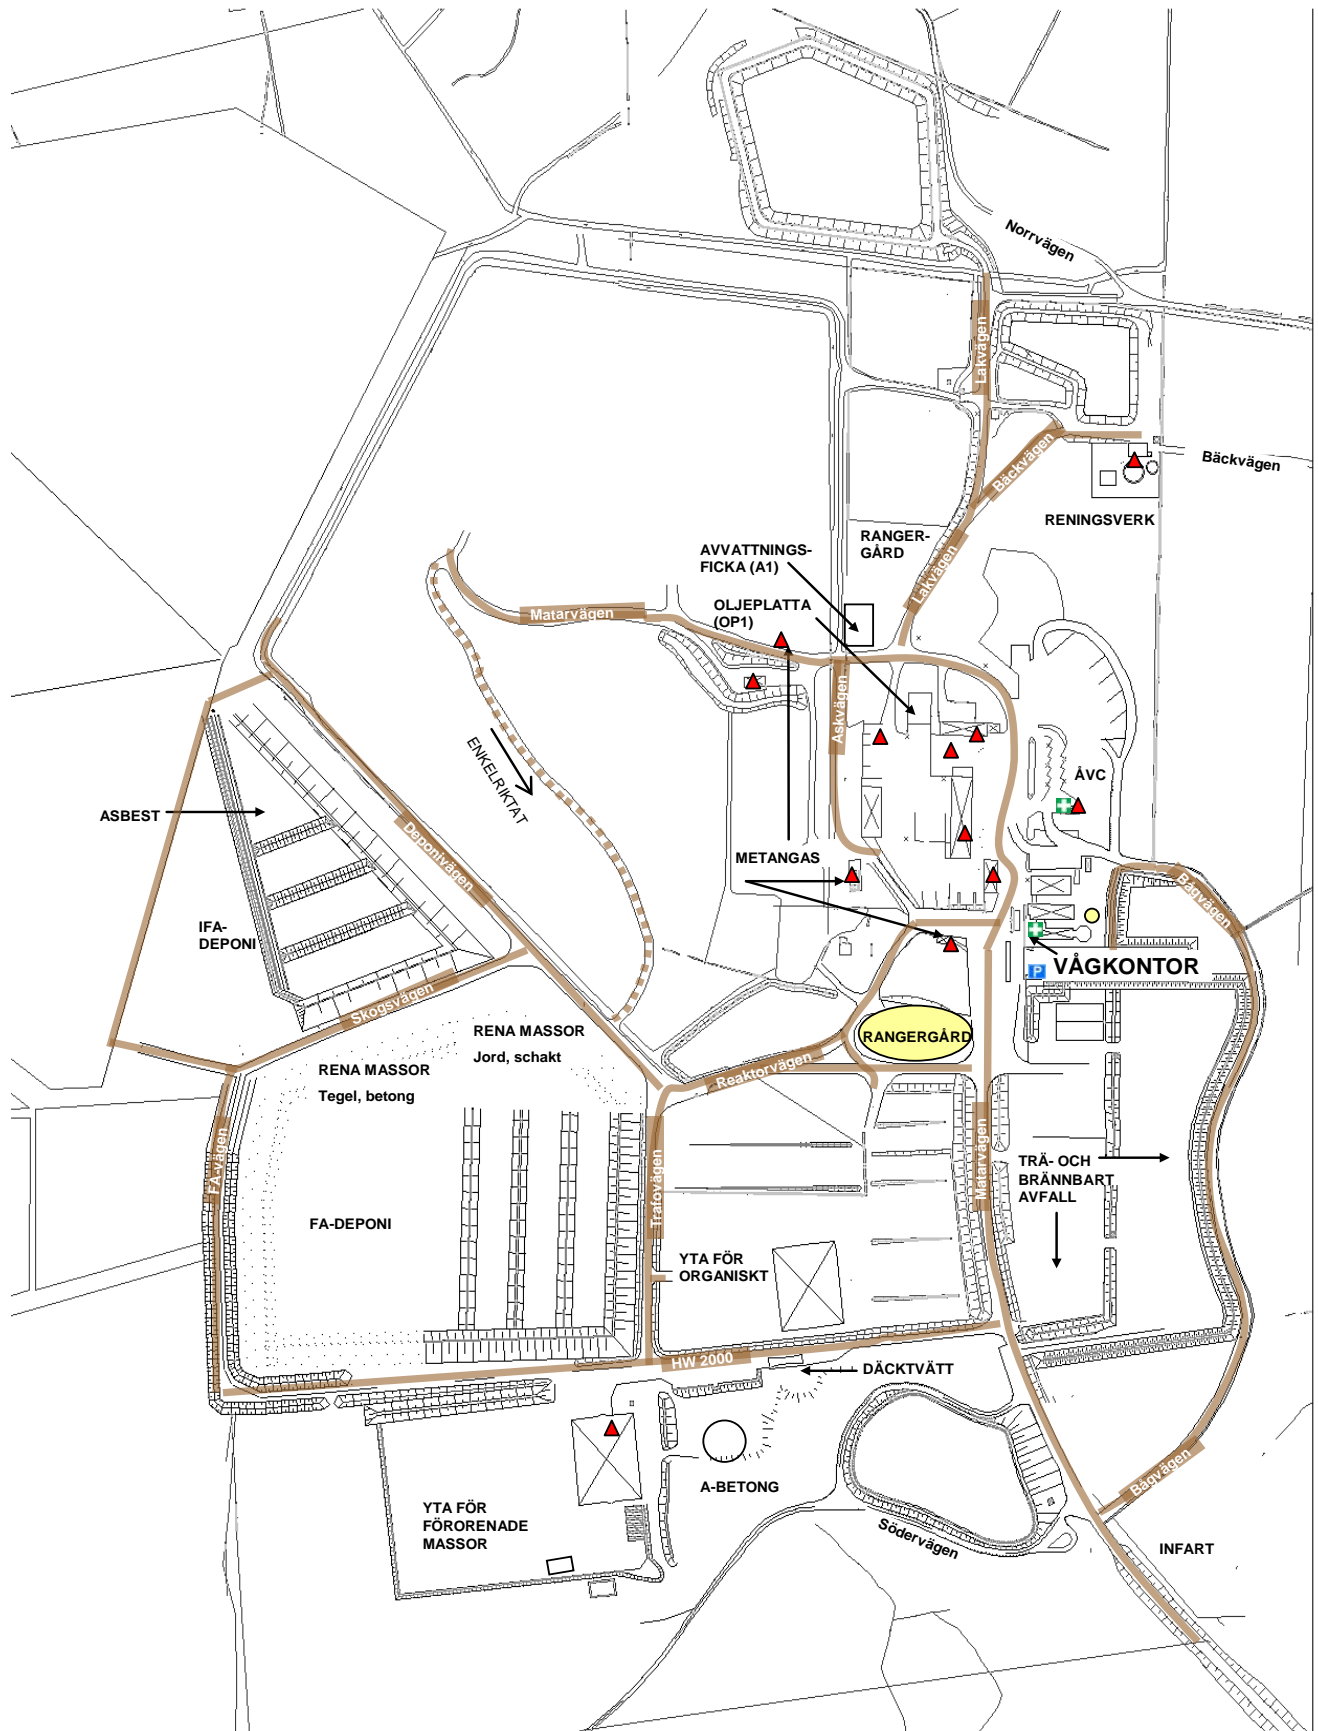 Norrvägen
Lakvägen
Bäckvägen
Bäckvägen
RENINGSVERK
RANGER-
GÅRD
AVVATTNINGS-
FICKA (A1)
Lakvägen
OLJEPLATTA
(OP1)
Matarvägen
Askvägen
ENKELRIKTAT
ÅVC
ASBEST
Deponivägen
METANGAS
Bågvägen
IFA-
DEPONI
VÅGKONTOR
P
Skogsvägen
RENA MASSOR
Jord, schakt
RANGERGÅRD
RENA MASSOR
Tegel, betong
Reaktorvägen
FA-vägen
Iratovägen
Matarvägen
TRÄ- OCH
BRÄNNBART
AVFALL
FA-DEPONI
YTA FÖR
ORGANISKT
HW 2000
DÄCKTVÄTT
A-BETONG
Bågvägen
YTA FÖR
FÖRORENADE
MASSOR
Södervägen
INFART